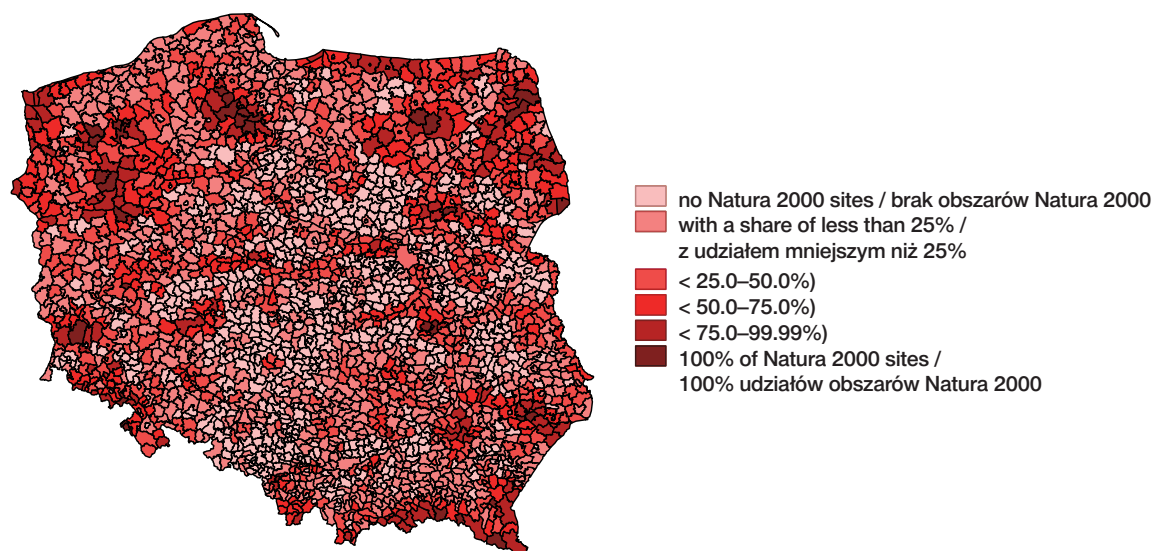 no Natura 2000 sites / brak obszarów Natura 2000
with a share of less than 25% /
z udziałem mniejszym niż 25%
< 25.0–50.0%)
< 50.0–75.0%)
< 75.0–99.99%)
100% of Natura 2000 sites /
100% udziałów obszarów Natura 2000